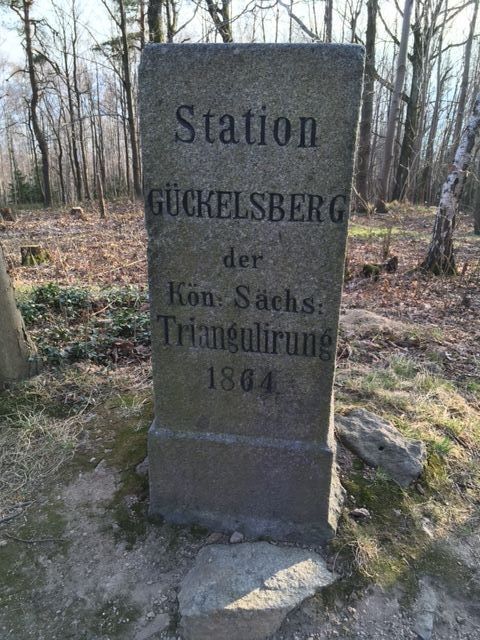 Station
GÜCKELSBERG
der
Kön: Sächs:
Triangulirung
1864